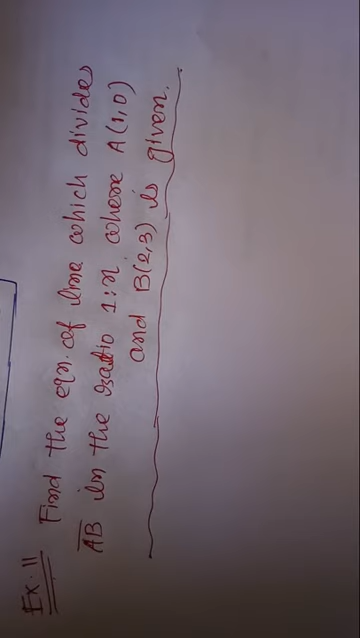 Ex. 11 Find the eqn. of line which divides
AB in the ratio 1:n where A(1,0)
and B(2,3) is given.